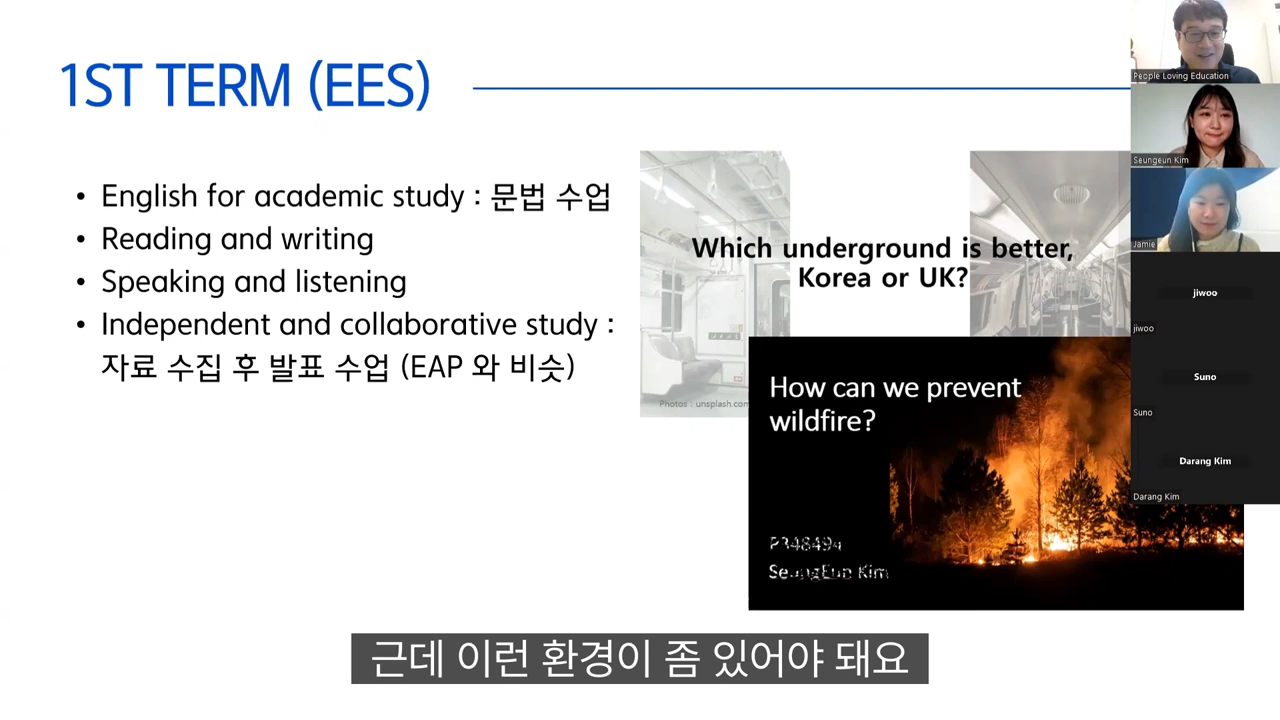 1ST TERM (EES)
• English for academic study : 문법 수업
• Reading and writing
• Speaking and listening
• Independent and collaborative study :
자료 수집 후 발표 수업 (EAP 와 비슷)
Which underground is better,
Korea or UK?
Photos : unsplash.com
How can we prevent
wildfire?
SeungEun Kim
People Loving Education
Seungeun Kim
Jamie
jiwoo
jiwoo
Suno
Suno
Darang Kim
Darang Kim
근데 이런 환경이 좀 있어야 돼요